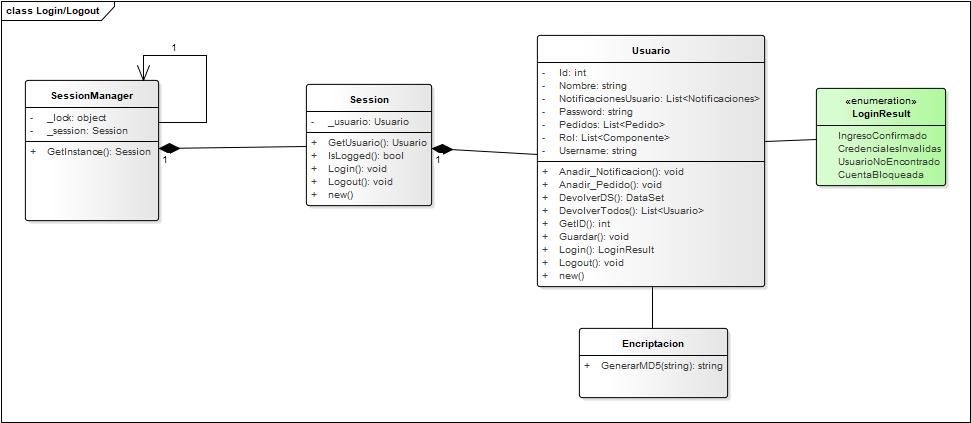 class Login/Logout
1
SessionManager
- _lock: object
- _session: Session
+ GetInstance(): Session
1
Session
- _usuario: Usuario
+ GetUsuario(): Usuario
+ IsLogged(): bool
+ Login(): void
+ Logout(): void
+ new()
1
Usuario
- Id: int
- Nombre: string
- NotificacionesUsuario: List<Notificaciones>
- Password: string
- Pedidos: List<Pedido>
- Rol: List<Componente>
- Username: string
+ Anadir_Notificacion(): void
+ Anadir_Pedido(): void
+ DevolverDS(): DataSet
+ DevolverTodos(): List<Usuario>
+ GetID(): int
+ Guardar(): void
+ Login(): LoginResult
+ Logout(): void
+ new()
«enumeration»
LoginResult
IngresoConfirmado
CredencialesInvalidas
UsuarioNoEncontrado
CuentaBloqueada
Encriptacion
+ GenerarMD5(string): string